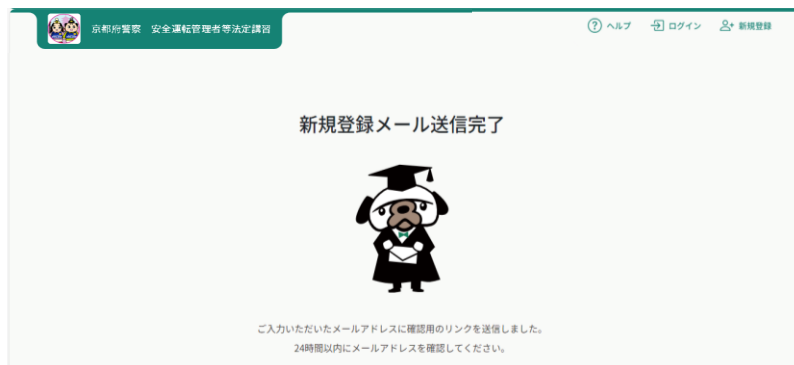 京都府警察 安全運転管理者等法定講習
ヘルプ ログイン 新規登録
新規登録メール送信完了
ご入力いただいたメールアドレスに確認用のリンクを送信しました。
24時間以内にメールアドレスを確認してください。